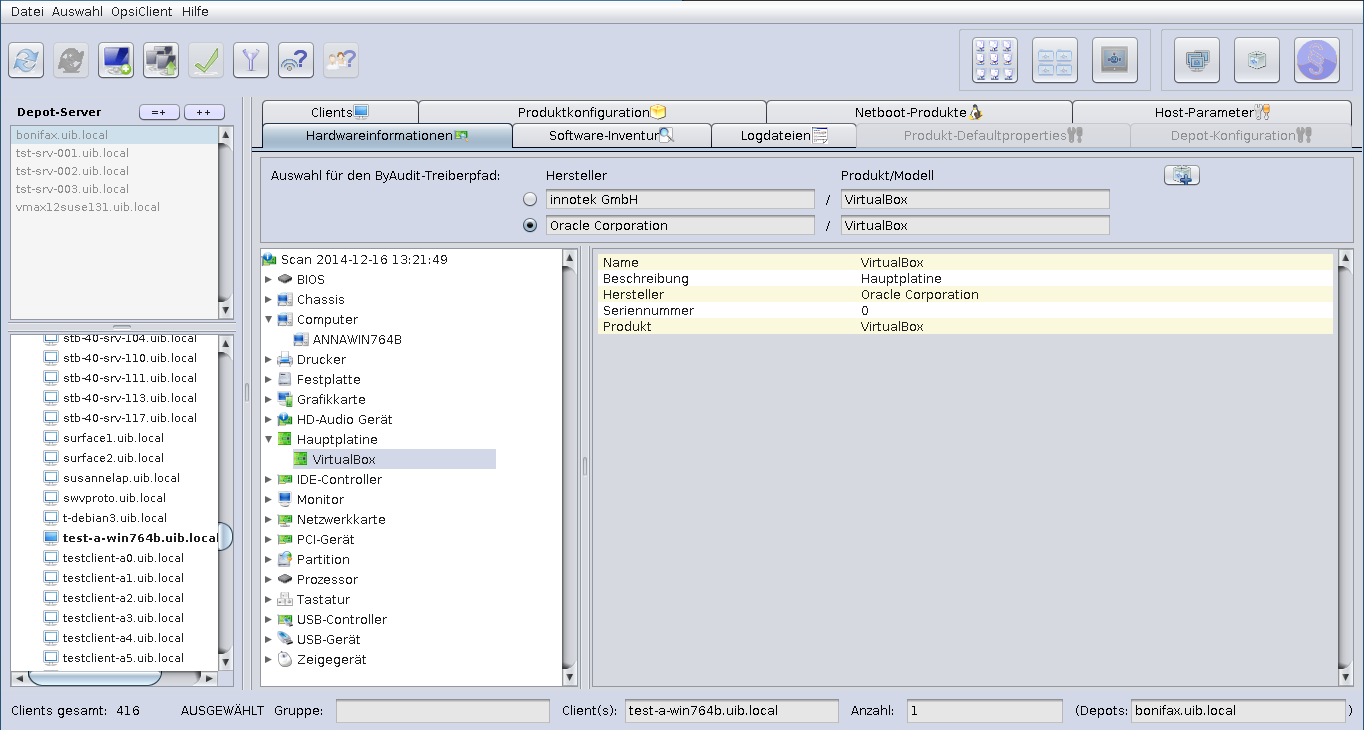 Datei Auswahl OpsiClient Hilfe
Depot-Server =+ ++
bonifax.uib.local
tst-srv-001.uib.local
tst-srv-002.uib.local
tst-srv-003.uib.local
vmax12suse131.uib.local
stb-40-srv-104.uib.local
stb-40-srv-110.uib.local
stb-40-srv-111.uib.local
stb-40-srv-113.uib.local
stb-40-srv-117.uib.local
surface1.uib.local
surface2.uib.local
susannelap.uib.local
swvproto.uib.local
t-debian3.uib.local
test-a-win764b.uib.local
testclient-a0.uib.local
testclient-a1.uib.local
testclient-a2.uib.local
testclient-a3.uib.local
testclient-a4.uib.local
testclient-a5.uib.local
Clients Produktkonfiguration Netboot-Produkte Host-Parameter
Hardwareinformationen Software-Inventur Logdateien Produkt-Defaultproperties Depot-Konfiguration
Auswahl für den ByAudit-Treiberpfad: Hersteller Produkt/Modell
innotek GmbH / VirtualBox
Oracle Corporation / VirtualBox
Scan 2014-12-16 13:21:49
BIOS
Chassis
Computer
ANNAWIN764B
Drucker
Festplatte
Grafikkarte
HD-Audio Gerät
Hauptplatine
VirtualBox
IDE-Controller
Monitor
Netzwerkkarte
PCI-Gerät
Partition
Prozessor
Tastatur
USB-Controller
USB-Gerät
Zeigegerät
Name VirtualBox
Beschreibung Hauptplatine
Hersteller Oracle Corporation
Seriennummer 0
Produkt VirtualBox
Clients gesamt: 416 AUSGEWÄHLT Gruppe: Client(s): test-a-win764b.uib.local Anzahl: 1 (Depots: bonifax.uib.local )